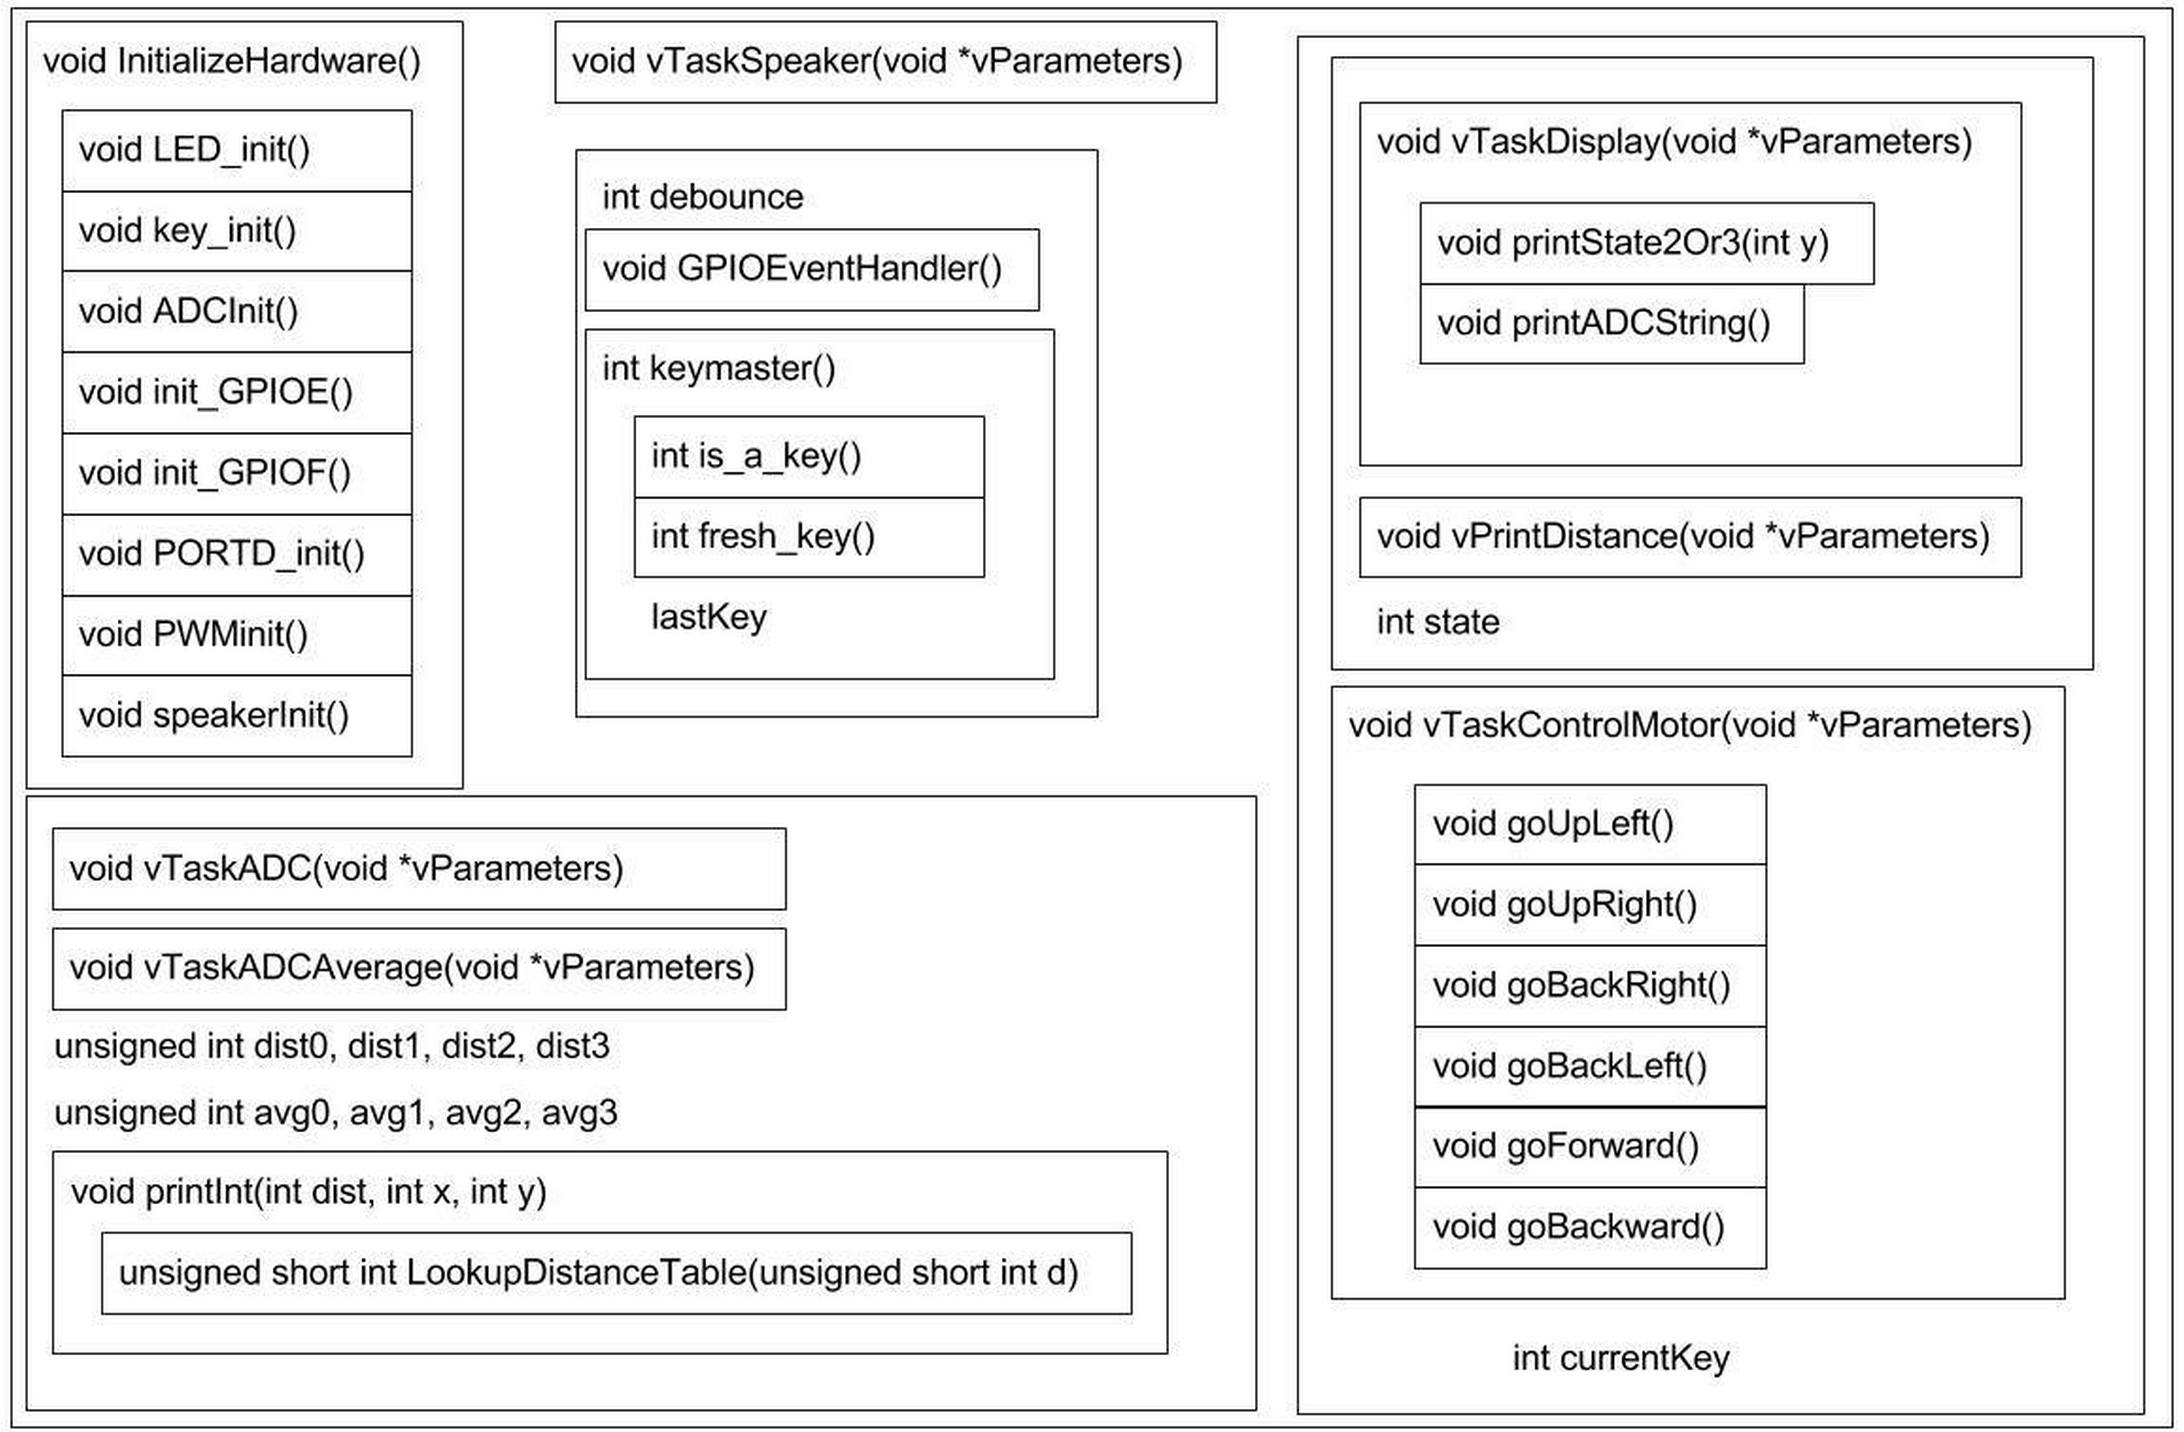 void InitializeHardware()
void LED_init()
void key_init()
void ADCInit()
void init_GPIOE()
void init_GPIOF()
void PORTD_init()
void PWMinit()
void speakerInit()
void vTaskSpeaker(void *vParameters)
int debounce
void GPIOEventHandler()
int keymaster()
int is_a_key()
int fresh_key()
lastKey
void vTaskADC(void *vParameters)
void vTaskADCAverage(void *vParameters)
unsigned int dist0, dist1, dist2, dist3
unsigned int avg0, avg1, avg2, avg3
void printInt(int dist, int x, int y)
unsigned short int LookupDistanceTable(unsigned short int d)
void vTaskDisplay(void *vParameters)
void printState2Or3(int y)
void printADCString()
void vPrintDistance(void *vParameters)
int state
void vTaskControlMotor(void *vParameters)
void goUpLeft()
void goUpRight()
void goBackRight()
void goBackLeft()
void goForward()
void goBackward()
int currentKey